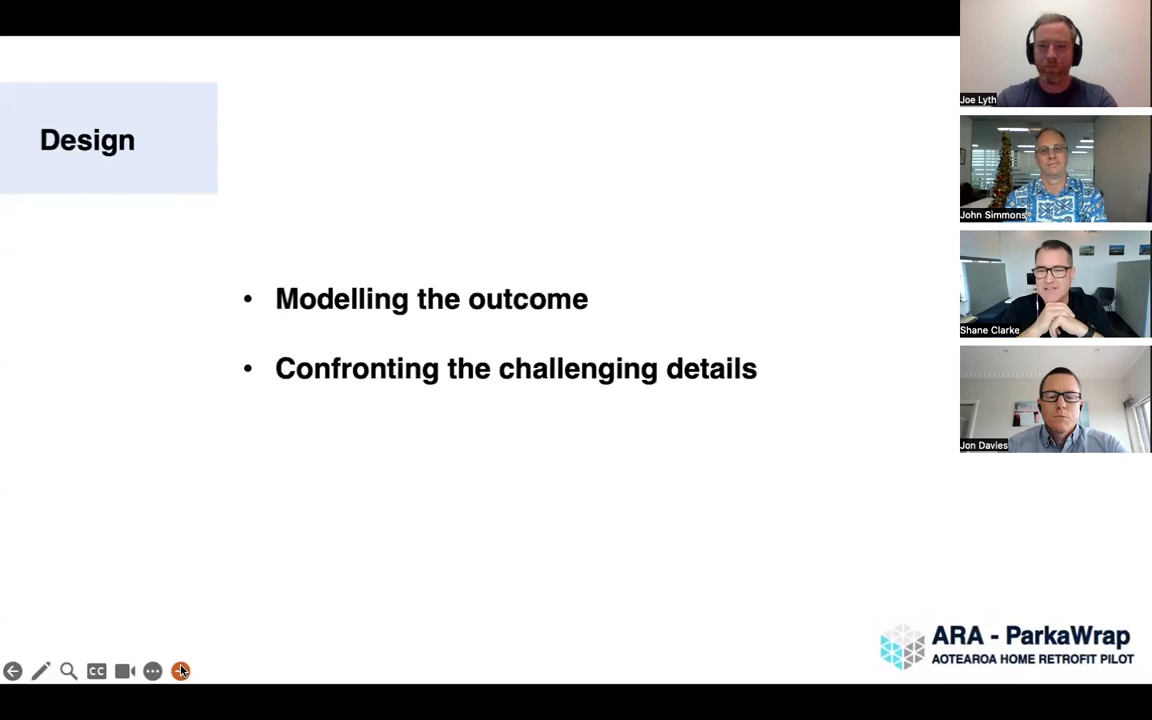 Design
• Modelling the outcome
• Confronting the challenging details
Joe Lyth
John Simmons
Shane Clarke
Jon Davies
CC
ARA - ParkaWrap
AOTEAROA HOME RETROFIT PILOT